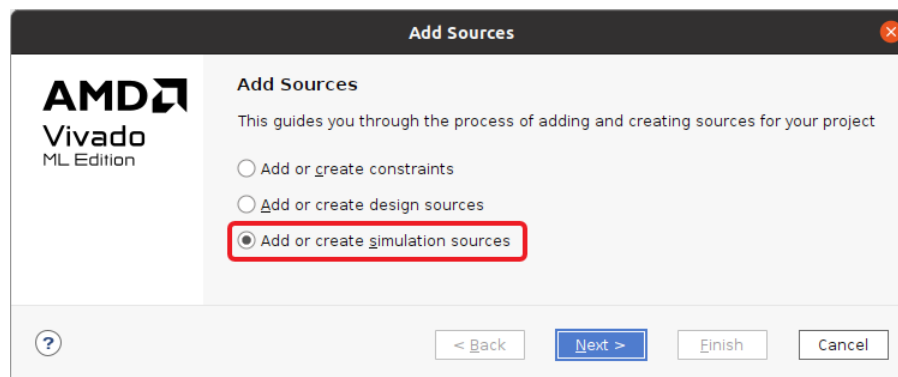 Add Sources
AMD
Vivado
ML Edition
Add Sources
This guides you through the process of adding and creating sources for your project
Add or create constraints
Add or create design sources
Add or create simulation sources
?
< Back
Next >
Finish
Cancel